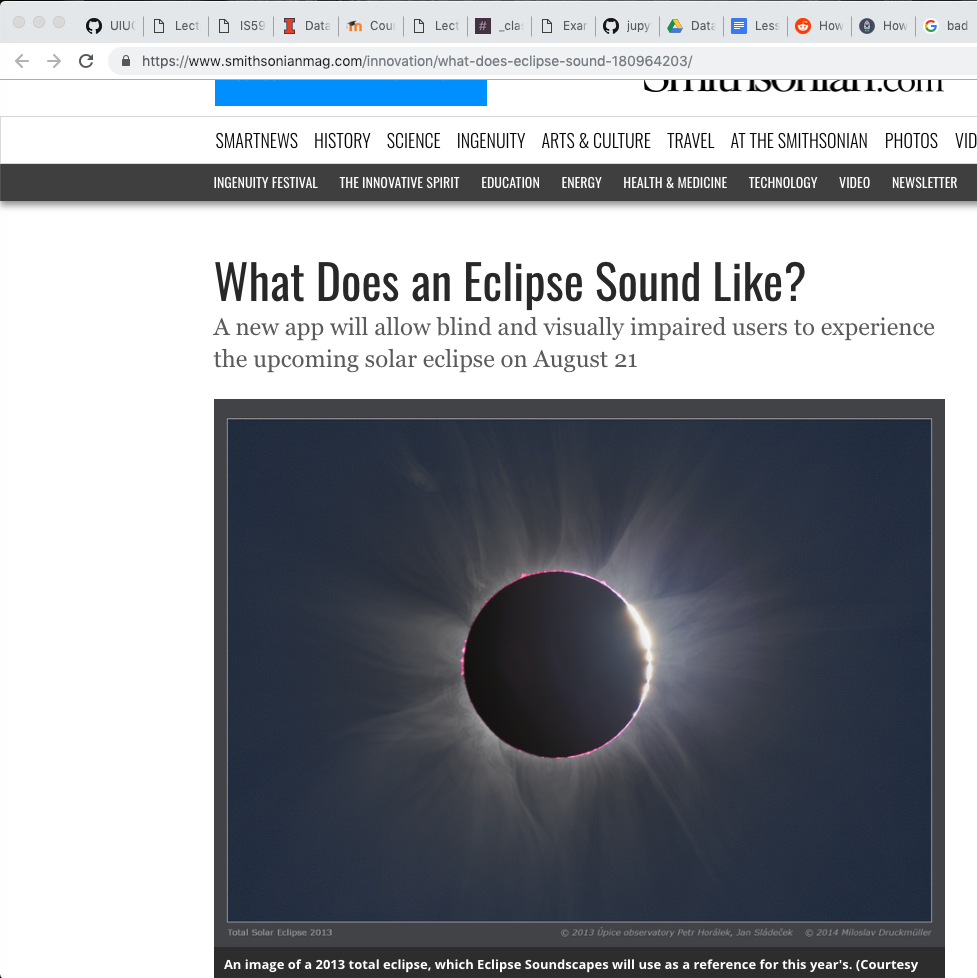 UIUC Lect IS59 Data Cour Lect _clas Exar jupy Data Less How How bad
https://www.smithsonianmag.com/innovation/what-does-eclipse-sound-180964203/
Smithsonian.com
SMARTNEWS HISTORY SCIENCE INGENUITY ARTS & CULTURE TRAVEL AT THE SMITHSONIAN PHOTOS VID
INGENUITY FESTIVAL THE INNOVATIVE SPIRIT EDUCATION ENERGY HEALTH & MEDICINE TECHNOLOGY VIDEO NEWSLETTER
What Does an Eclipse Sound Like?
A new app will allow blind and visually impaired users to experience
the upcoming solar eclipse on August 21
Total Solar Eclipse 2013 © 2013 Úpice observatory Petr Horálek, Jan Sládeček © 2014 Miloslav Druckmüller
An image of a 2013 total eclipse, which Eclipse Soundscapes will use as a reference for this year's. (Courtesy